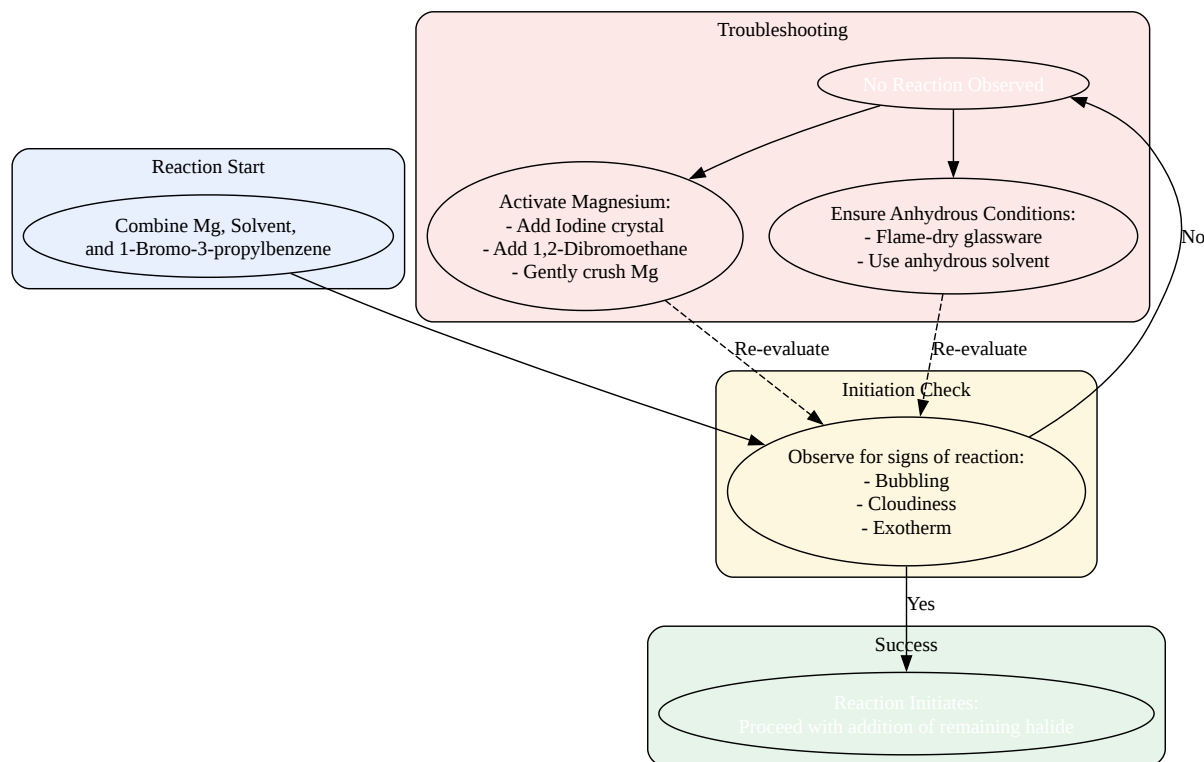 Troubleshooting
No Reaction Observed
Reaction Start
Combine Mg, Solvent,
and 1-Bromo-3-propylbenzene
Activate Magnesium:
- Add Iodine crystal
- Add 1,2-Dibromoethane
- Gently crush Mg
Ensure Anhydrous Conditions:
- Flame-dry glassware
- Use anhydrous solvent
No
Re-evaluate
Re-evaluate
Initiation Check
Observe for signs of reaction:
- Bubbling
- Cloudiness
- Exotherm
Yes
Success
Reaction Initiates:
Proceed with addition of remaining halide